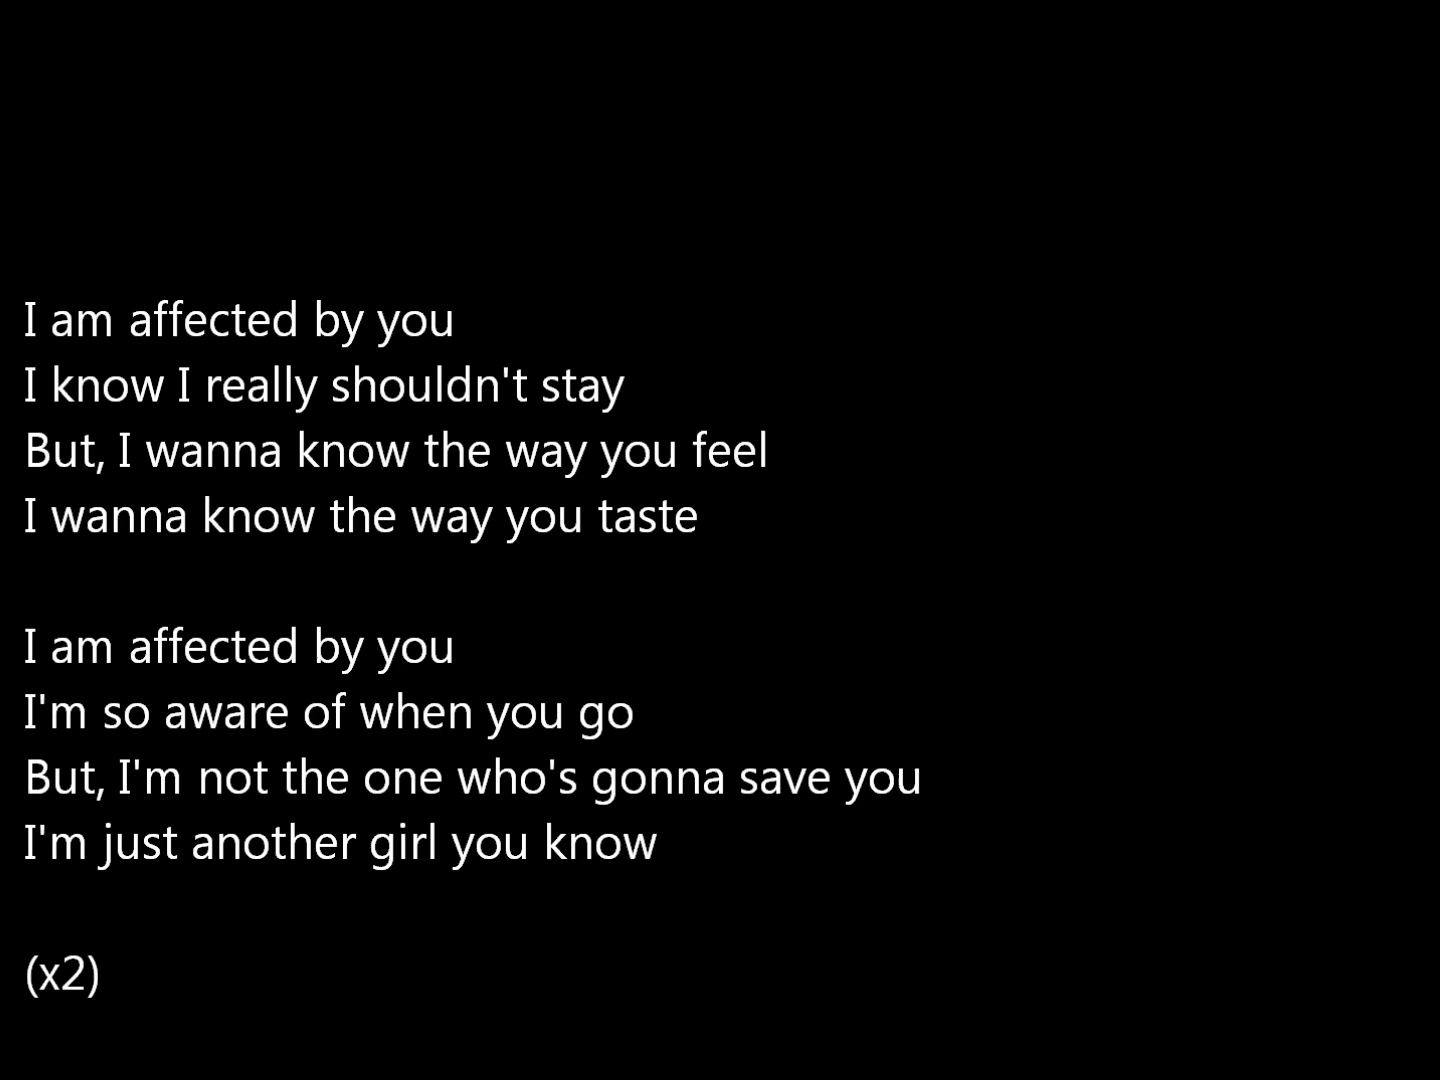 I am affected by you
I know I really shouldn't stay
But, I wanna know the way you feel
I wanna know the way you taste
I am affected by you
I'm so aware of when you go
But, I'm not the one who's gonna save you
I'm just another girl you know
(x2)